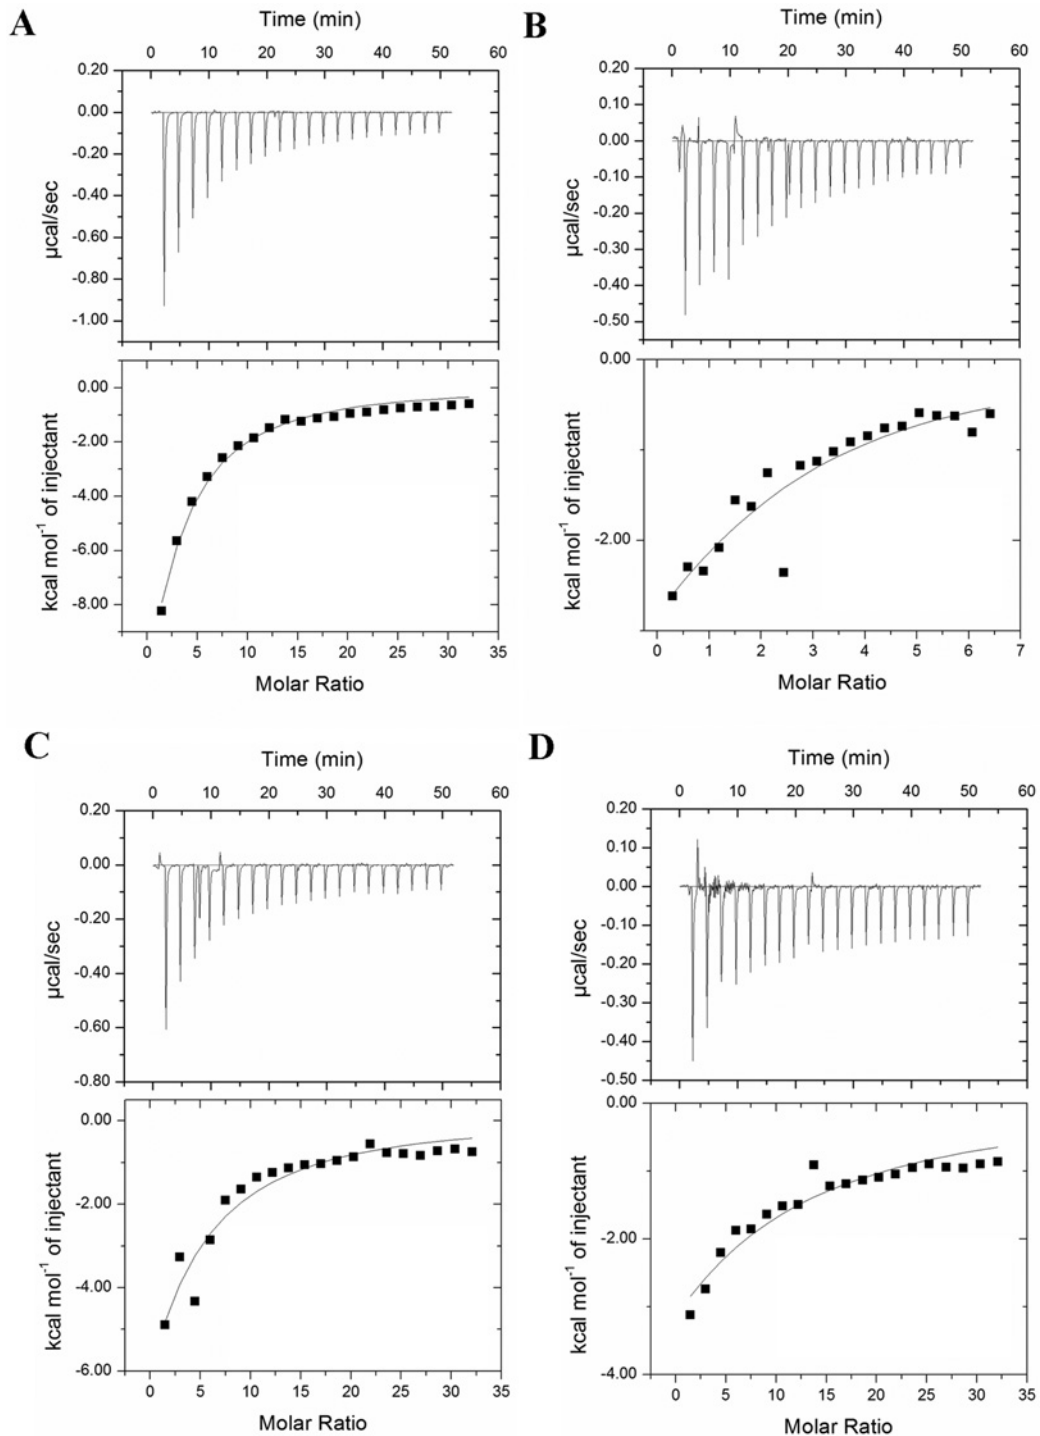 A
Time (min)
0 10 20 30 40 50 60
0.20
0.00
-0.20
-0.40
-0.60
-0.80
-1.00
µcal/sec
0.00
-2.00
-4.00
-6.00
-8.00
kcal mol⁻¹ of injectant
0 5 10 15 20 25 30 35
Molar Ratio
B
Time (min)
0 10 20 30 40 50 60
0.20
0.10
0.00
-0.10
-0.20
-0.30
-0.40
-0.50
µcal/sec
0.00
-2.00
kcal mol⁻¹ of injectant
0 1 2 3 4 5 6 7
Molar Ratio
C
Time (min)
0 10 20 30 40 50 60
0.20
0.00
-0.20
-0.40
-0.60
-0.80
µcal/sec
0.00
-2.00
-4.00
-6.00
kcal mol⁻¹ of injectant
0 5 10 15 20 25 30 35
Molar Ratio
D
Time (min)
0 10 20 30 40 50 60
0.20
0.10
0.00
-0.10
-0.20
-0.30
-0.40
-0.50
µcal/sec
0.00
-2.00
-4.00
kcal mol⁻¹ of injectant
0 5 10 15 20 25 30 35
Molar Ratio